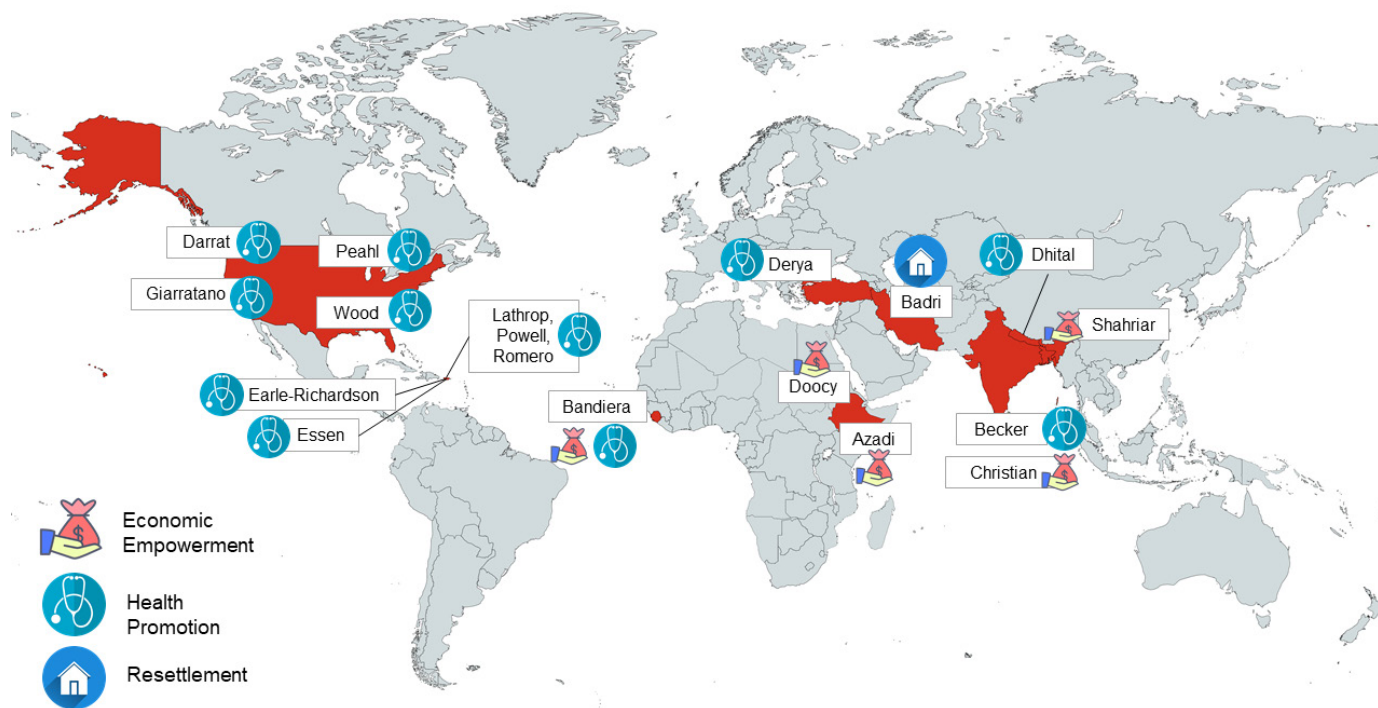 Darrat
Peahl
Giarratano
Wood
Lathrop,
Powell,
Romero
Earle-Richardson
Essen
Bandiera
Derya
Badri
Dhital
Shahriar
Doocy
Azadi
Becker
Christian
$
Economic
Empowerment
Health
Promotion
Resettlement